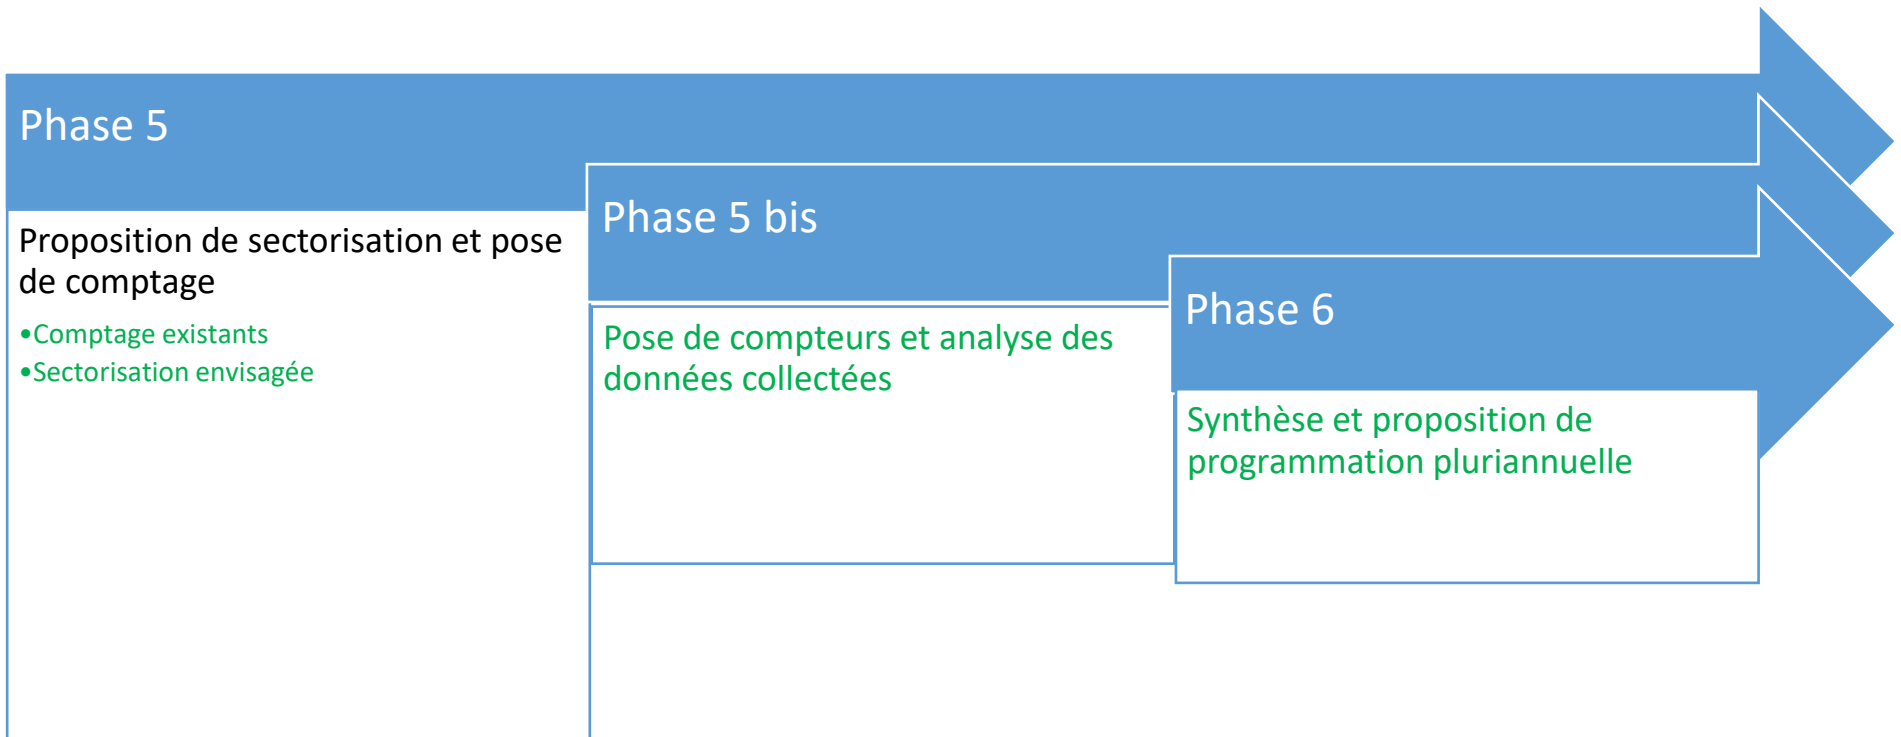 Phase 5
Proposition de sectorisation et pose
de comptage
•Comptage existants
•Sectorisation envisagée
Phase 5 bis
Pose de compteurs et analyse des
données collectées
Phase 6
Synthèse et proposition de
programmation pluriannuelle